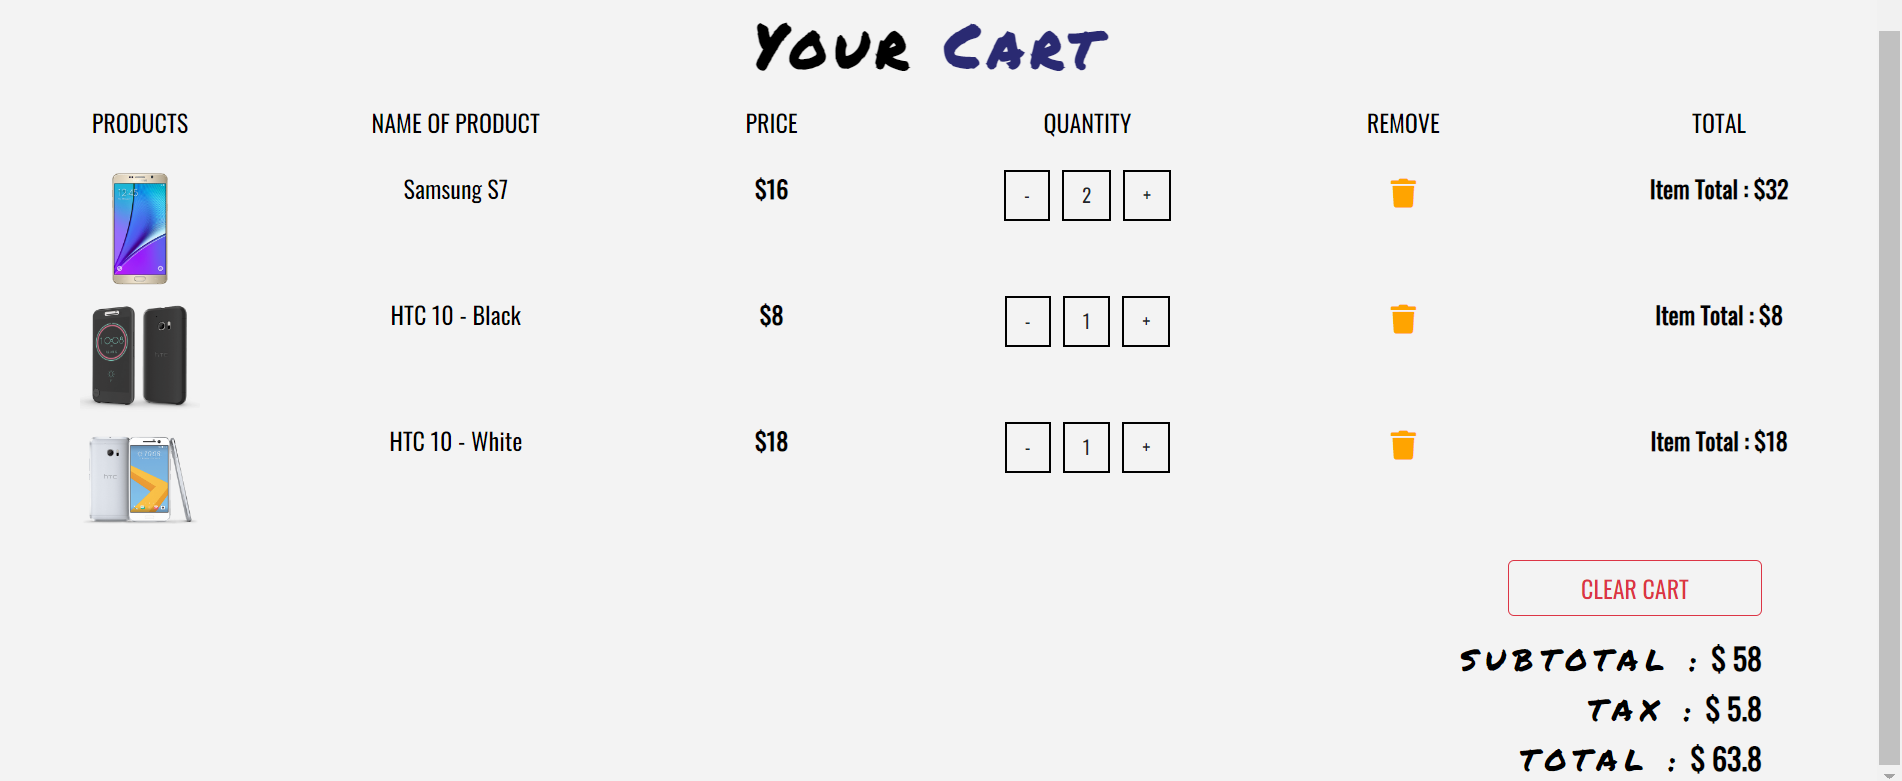 Your Cart
PRODUCTS NAME OF PRODUCT PRICE QUANTITY REMOVE TOTAL
Samsung S7 $16 - 2 + Item Total : $32
HTC 10 - Black $8 - 1 + Item Total : $8
HTC 10 - White $18 - 1 + Item Total : $18
CLEAR CART
SUBTOTAL : $ 58
TAX : $ 5.8
TOTAL : $ 63.8